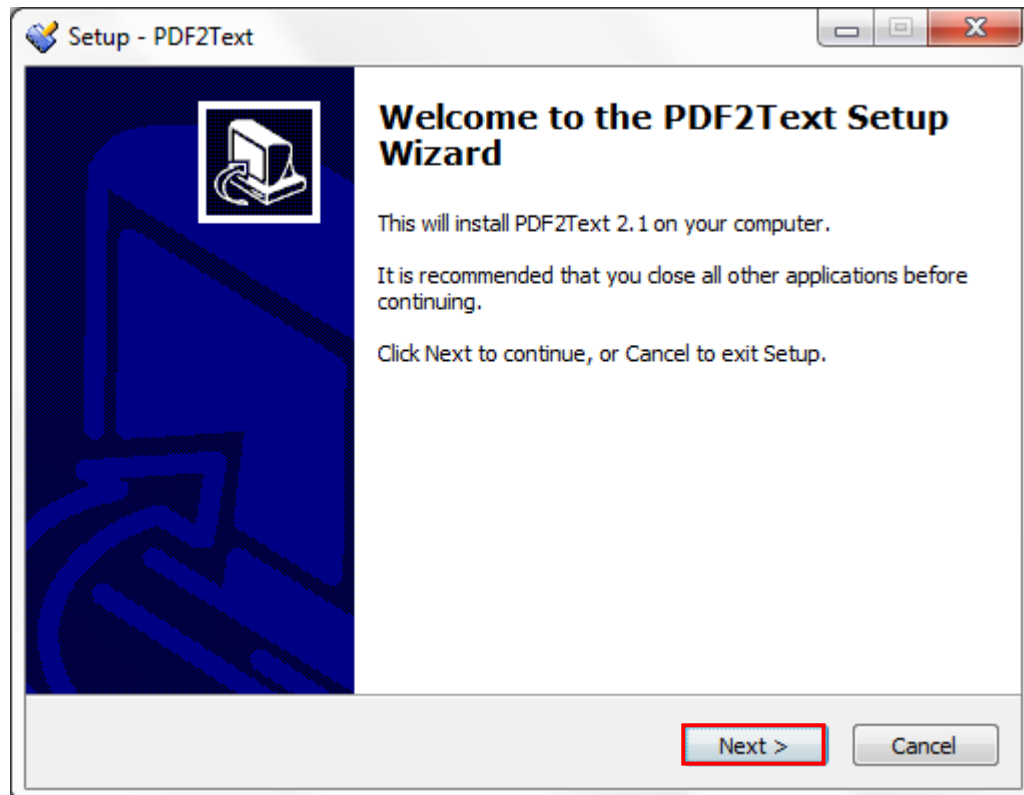 Setup - PDF2Text
Welcome to the PDF2Text Setup
Wizard
This will install PDF2Text 2.1 on your computer.
It is recommended that you close all other applications before
continuing.
Click Next to continue, or Cancel to exit Setup.
Next >
Cancel